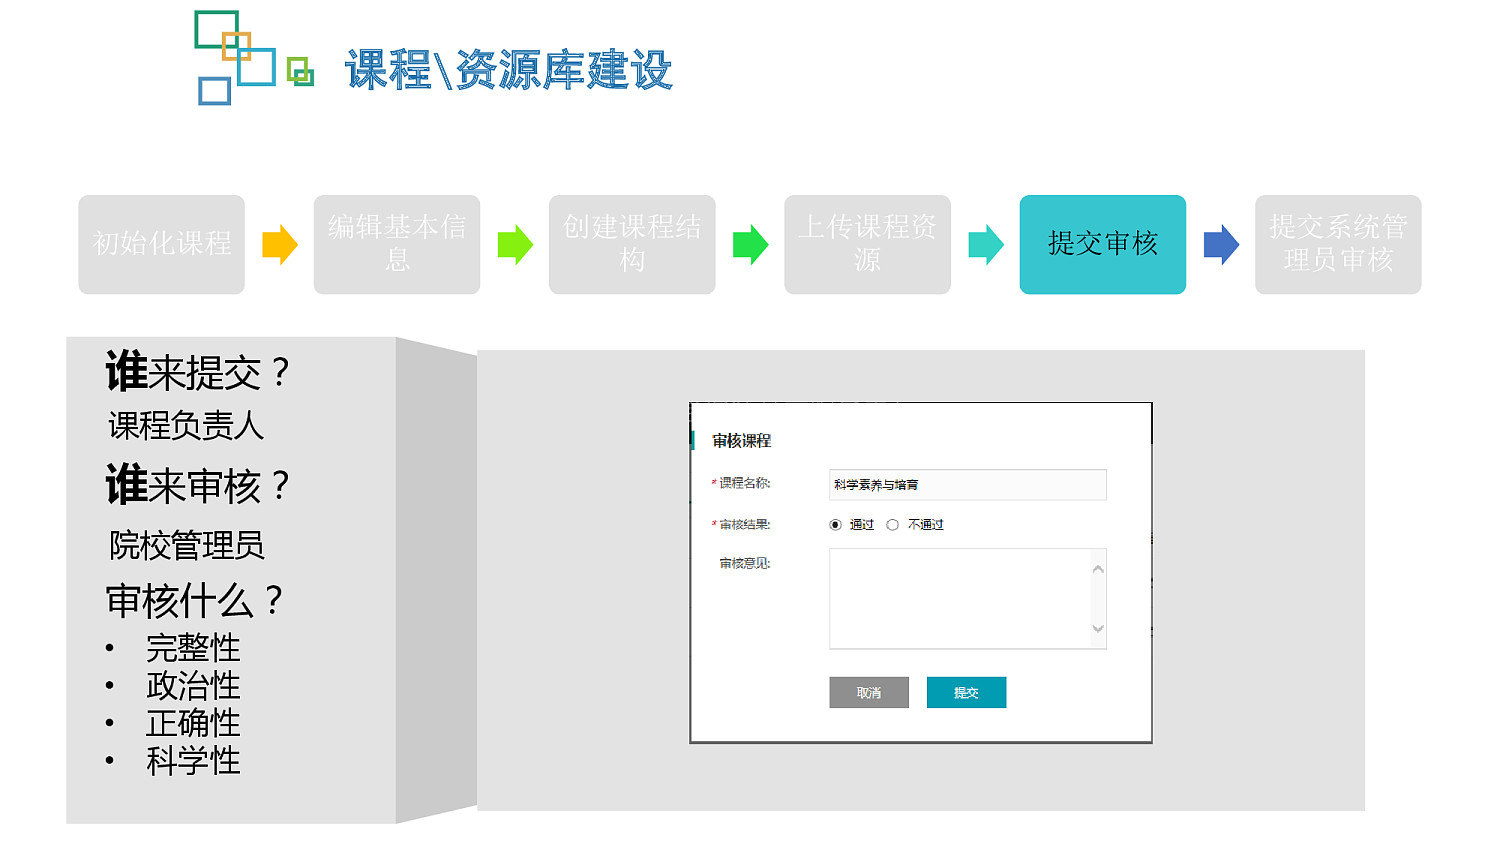 课程\资源库建设
初始化课程
编辑基本信
息
创建课程结
构
上传课程资
源
提交审核
提交系统管
理员审核
谁来提交？
课程负责人
谁来审核？
院校管理员
审核什么？
• 完整性
• 政治性
• 正确性
• 科学性
审核课程
*课程名称: 科学素养与培育
*审核结果: 通过 不通过
审核意见:
取消 提交